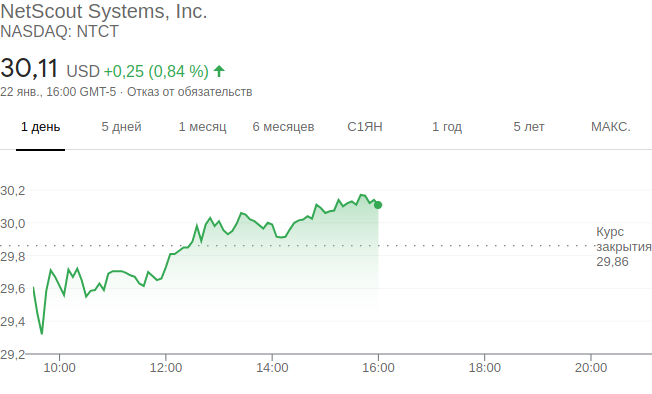 NetScout Systems, Inc.
NASDAQ: NTCT
30,11 USD +0,25 (0,84 %)
22 янв., 16:00 GMT-5 · Отказ от обязательств
1 день 5 дней 1 месяц 6 месяцев С1ЯН 1 год 5 лет МАКС.
30,2
30,0
Курс
закрытия
29,86
29,8
29,6
29,4
29,2
10:00 12:00 14:00 16:00 18:00 20:00